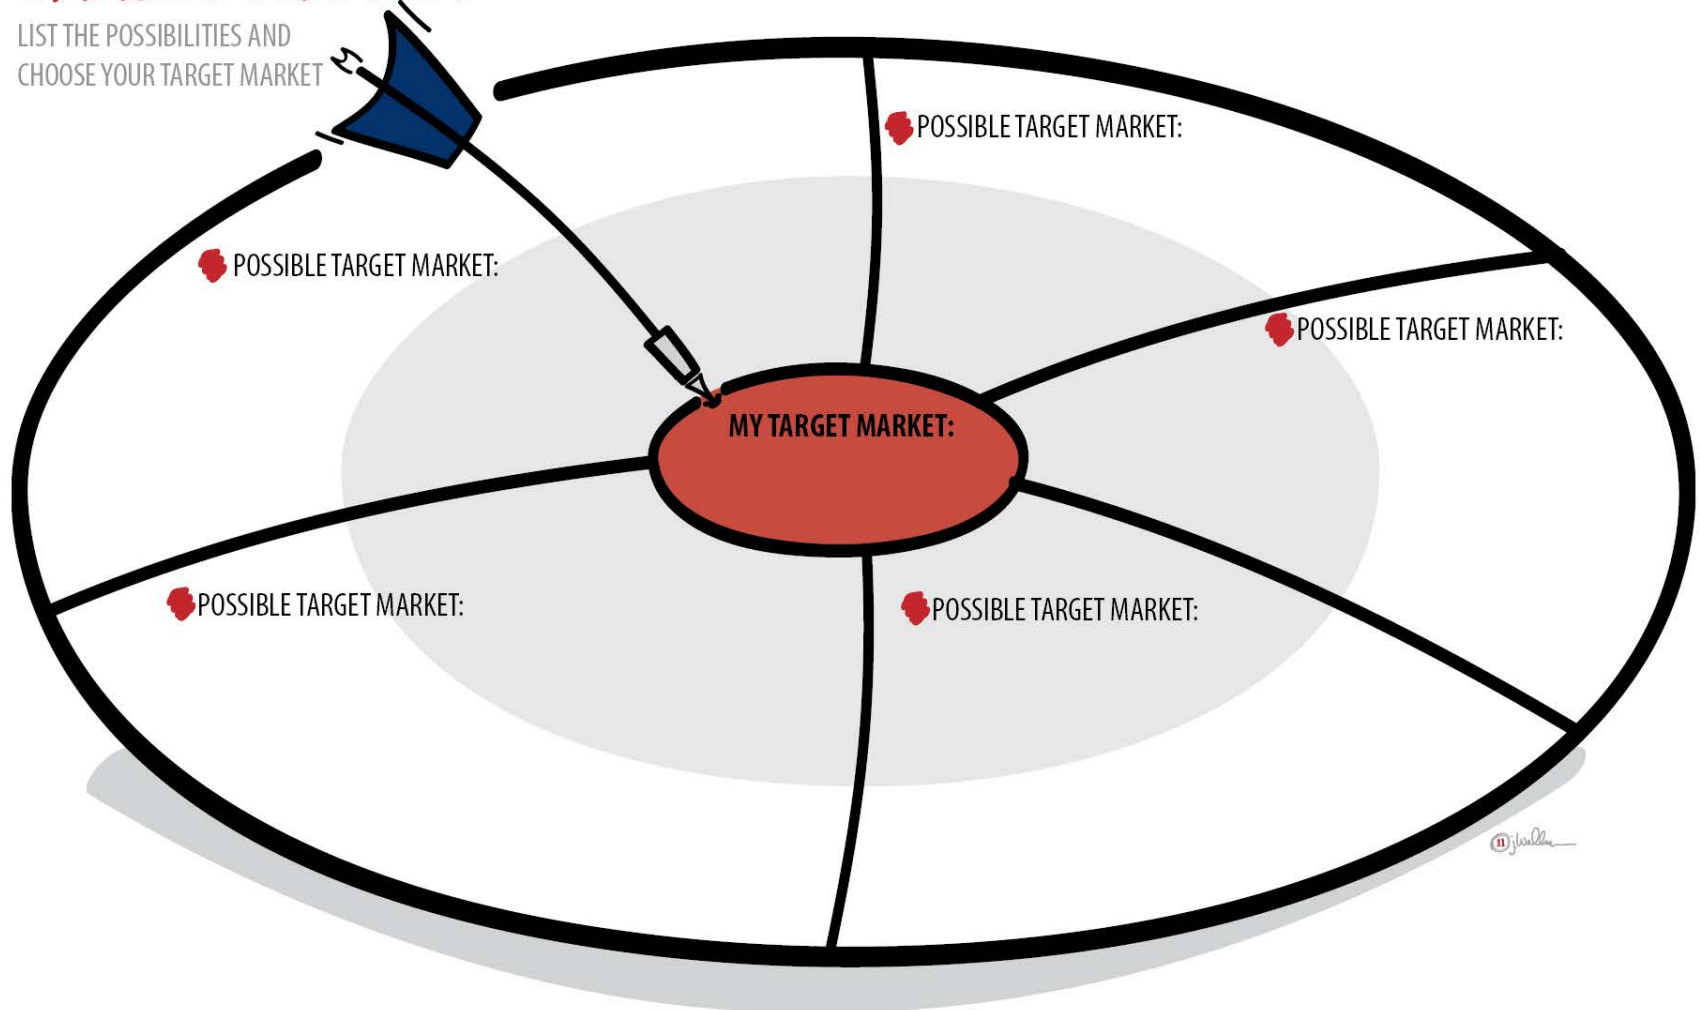 LIST THE POSSIBILITIES AND
CHOOSE YOUR TARGET MARKET
POSSIBLE TARGET MARKET:
POSSIBLE TARGET MARKET:
POSSIBLE TARGET MARKET:
MY TARGET MARKET:
POSSIBLE TARGET MARKET:
POSSIBLE TARGET MARKET:
11